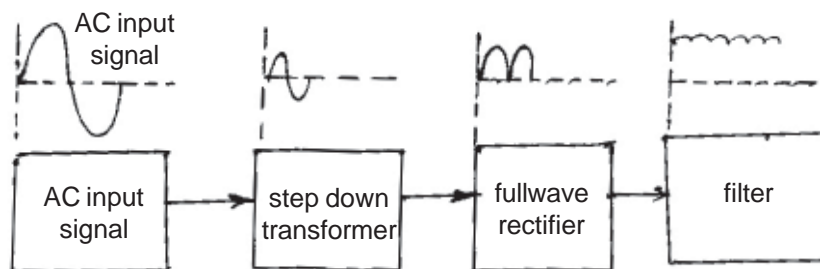 AC input
signal
AC input
signal
step down
transformer
fullwave
rectifier
filter